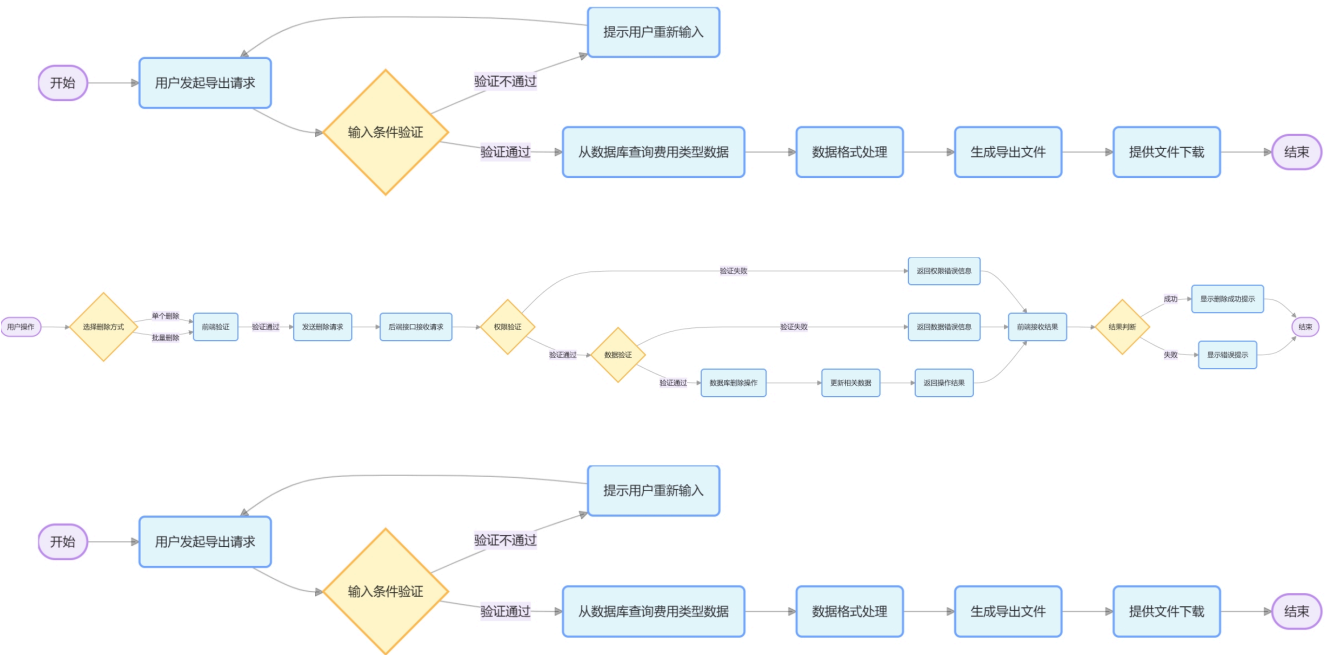 提示用户重新输入
开始
用户发起导出请求
验证不通过
输入条件验证
验证通过
从数据库查询费用类型数据
数据格式处理
生成导出文件
提供文件下载
结束
验证失败
返回权限错误信息
用户操作
选择删除方式
单个删除
批量删除
前端验证
验证通过
发送删除请求
后端接口接收请求
权限验证
验证通过
数据验证
验证失败
返回数据错误信息
前端接收结果
结果判断
成功
显示删除成功提示
失败
显示错误提示
结束
验证通过
数据库删除操作
更新相关数据
返回操作结果
提示用户重新输入
开始
用户发起导出请求
验证不通过
输入条件验证
验证通过
从数据库查询费用类型数据
数据格式处理
生成导出文件
提供文件下载
结束